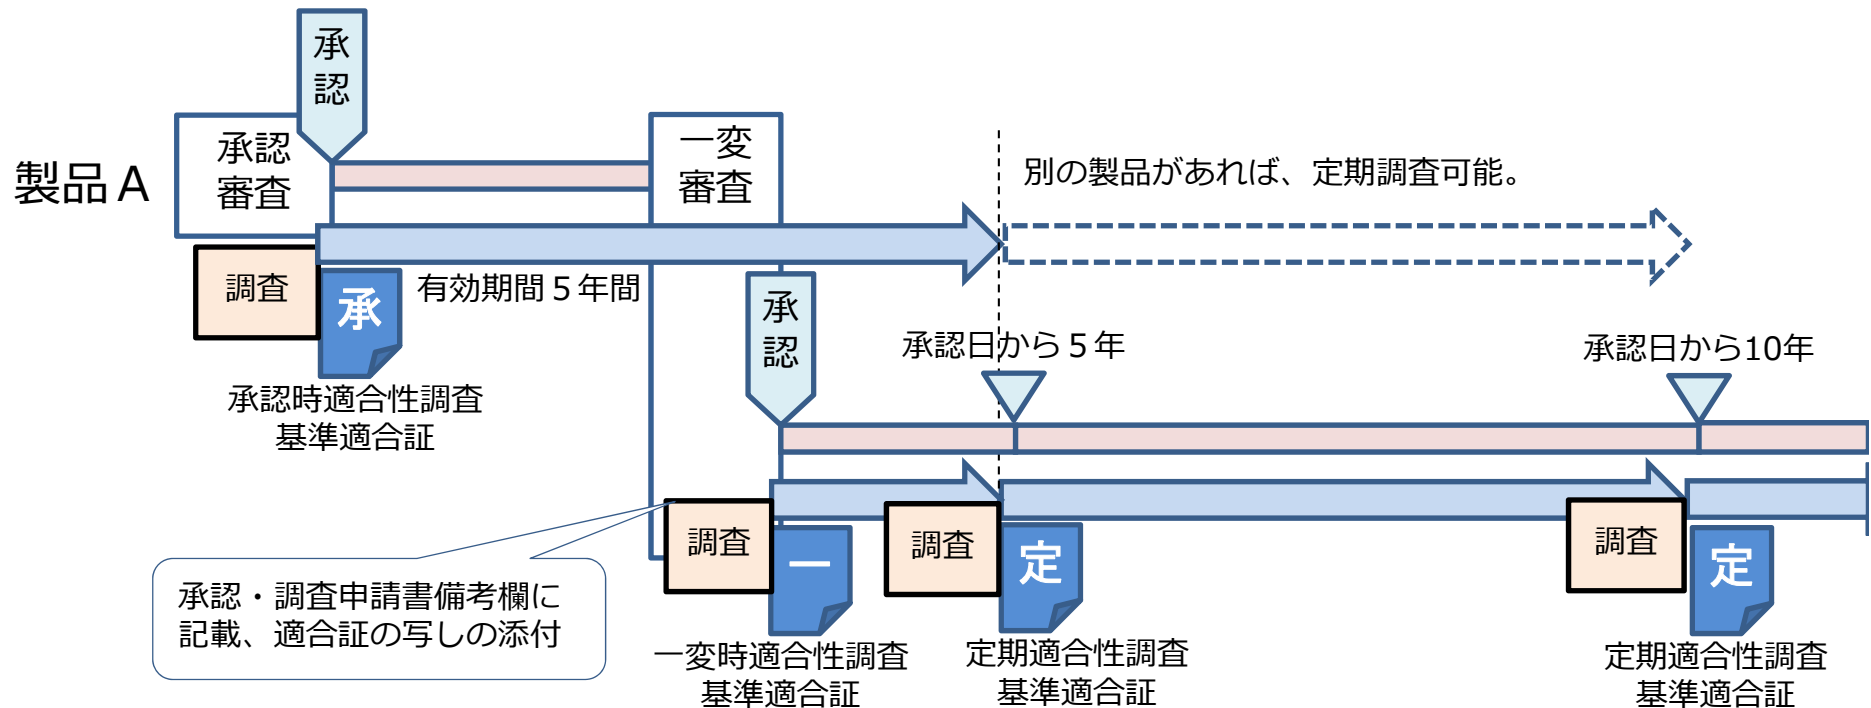 承
認
製品A
承認
審査
一変
審査
別の製品があれば、定期調査可能。
調査
承
有効期間５年間
承
認
承認時適合性調査
基準適合証
承認日から５年
承認日から10年
調査
一
調査
定
調査
定
承認・調査申請書備考欄に
記載、適合証の写しの添付
一変時適合性調査
基準適合証
定期適合性調査
基準適合証
定期適合性調査
基準適合証